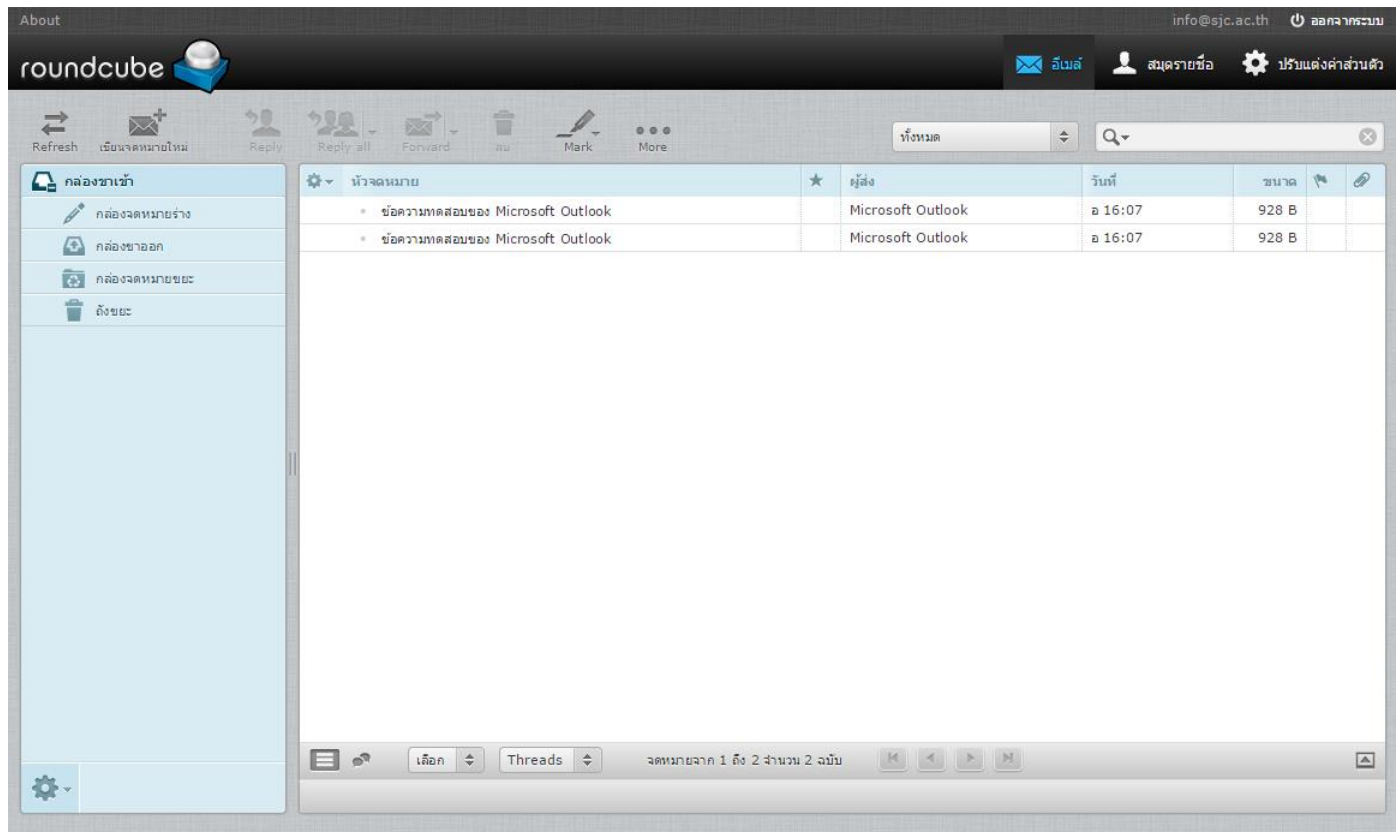 About info@sjc.ac.th ออกจากระบบ
roundcube อีเมล์ สมุดรายชื่อ ปรับแต่งค่าส่วนตัว
Refresh เขียนจดหมายใหม่ Reply Reply all Forward ลบ Mark More ทั้งหมด
กล่องขาเข้า
กล่องจดหมายร่าง
กล่องขาออก
กล่องจดหมายขยะ
ถังขยะ
หัวจดหมาย ผู้ส่ง วันที่ ขนาด
ข้อความทดสอบของ Microsoft Outlook Microsoft Outlook อ 16:07 928 B
ข้อความทดสอบของ Microsoft Outlook Microsoft Outlook อ 16:07 928 B
เลือก Threads จดหมายจาก 1 ถึง 2 จำนวน 2 ฉบับ